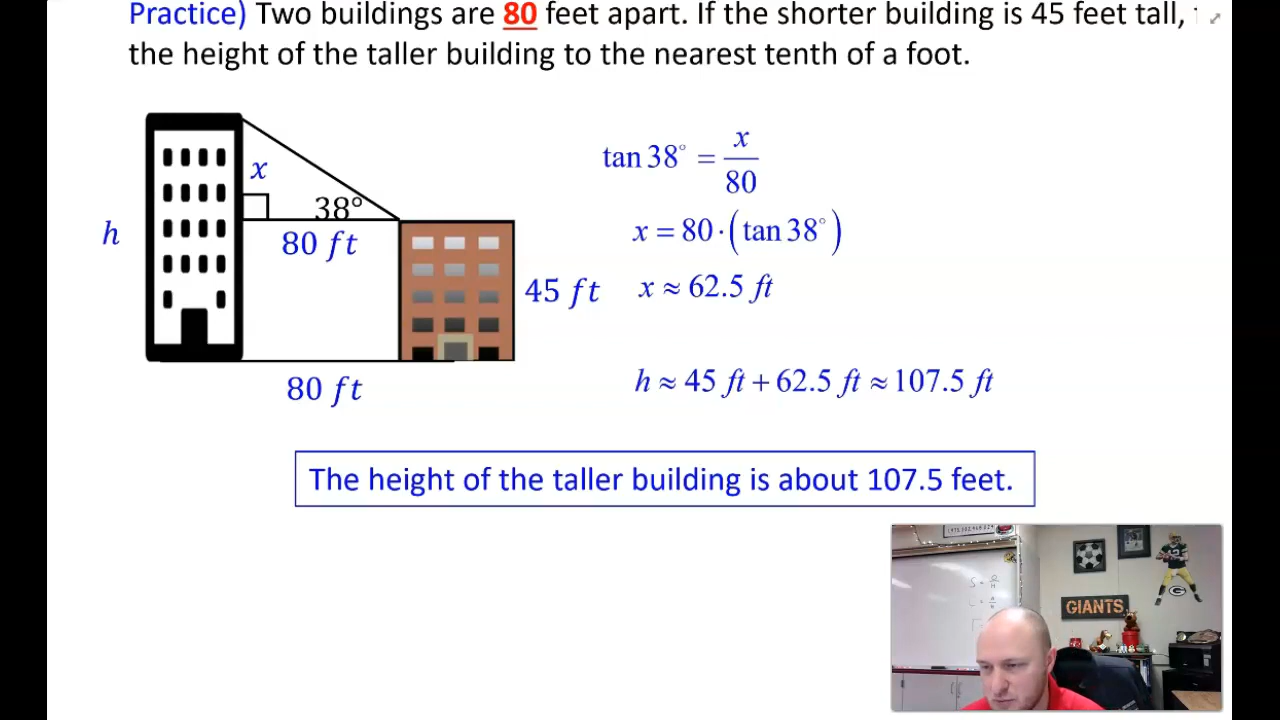 Practice) Two buildings are 80 feet apart. If the shorter building is 45 feet tall,
the height of the taller building to the nearest tenth of a foot.
x
38°
h
80 ft
45 ft
80 ft
tan 38° = x/80
x = 80 · (tan 38°)
x ≈ 62.5 ft
h ≈ 45 ft + 62.5 ft ≈ 107.5 ft
The height of the taller building is about 107.5 feet.
GIANTS
G